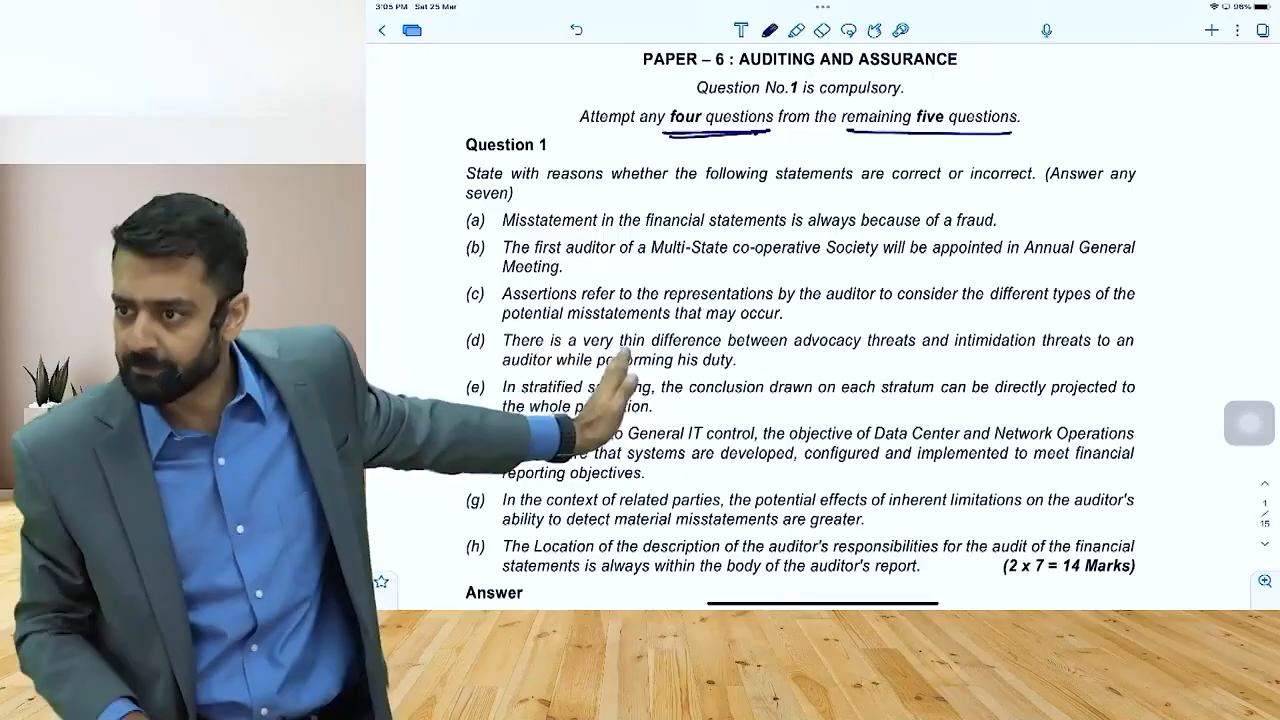 3:05 PM Sat 25 Mar
98%
PAPER – 6 : AUDITING AND ASSURANCE
Question No.1 is compulsory.
Attempt any four questions from the remaining five questions.
Question 1
State with reasons whether the following statements are correct or incorrect. (Answer any
seven)
(a) Misstatement in the financial statements is always because of a fraud.
(b) The first auditor of a Multi-State co-operative Society will be appointed in Annual General
Meeting.
(c) Assertions refer to the representations by the auditor to consider the different types of the
potential misstatements that may occur.
(d) There is a very thin difference between advocacy threats and intimidation threats to an
auditor while performing his duty.
(e) In stratified the conclusion drawn on each stratum can be directly projected to
the whole
to General IT control, the objective of Data Center and Network Operations
that systems are developed, configured and implemented to meet financial
reporting objectives.
(g) In the context of related parties, the potential effects of inherent limitations on the auditor's
ability to detect material misstatements are greater.
(h) The Location of the description of the auditor's responsibilities for the audit of the financial
statements is always within the body of the auditor's report. (2 x 7 = 14 Marks)
Answer
1
/
15